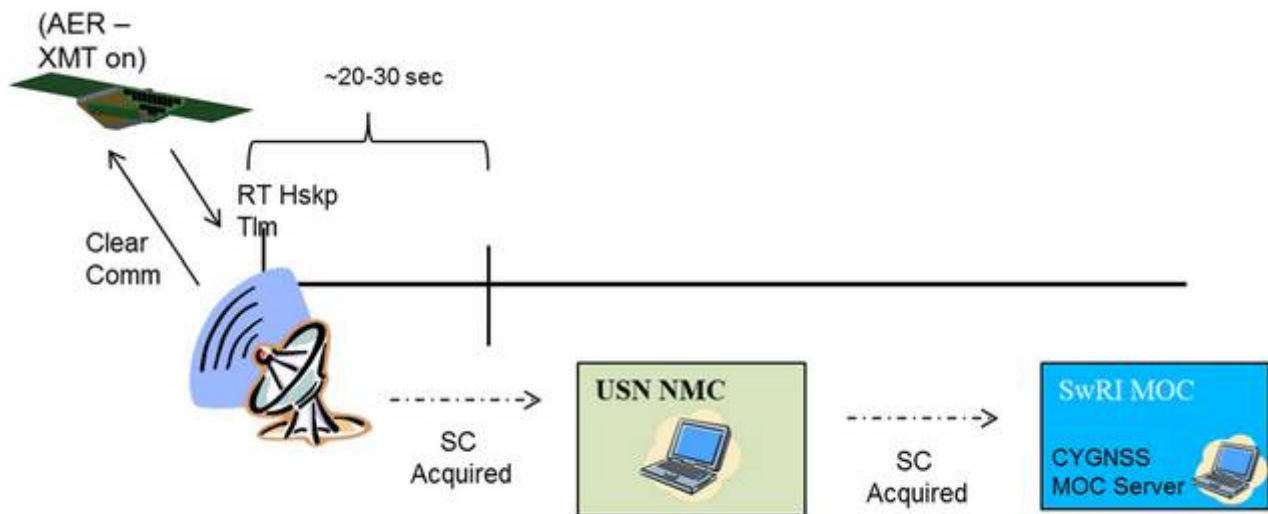 (AER –
XMT on)
~20-30 sec
RT Hskp
Tlm
Clear
Comm
USN NMC
SC
Acquired
SC
Acquired
SwRI MOC
CYGNSS
MOC Server